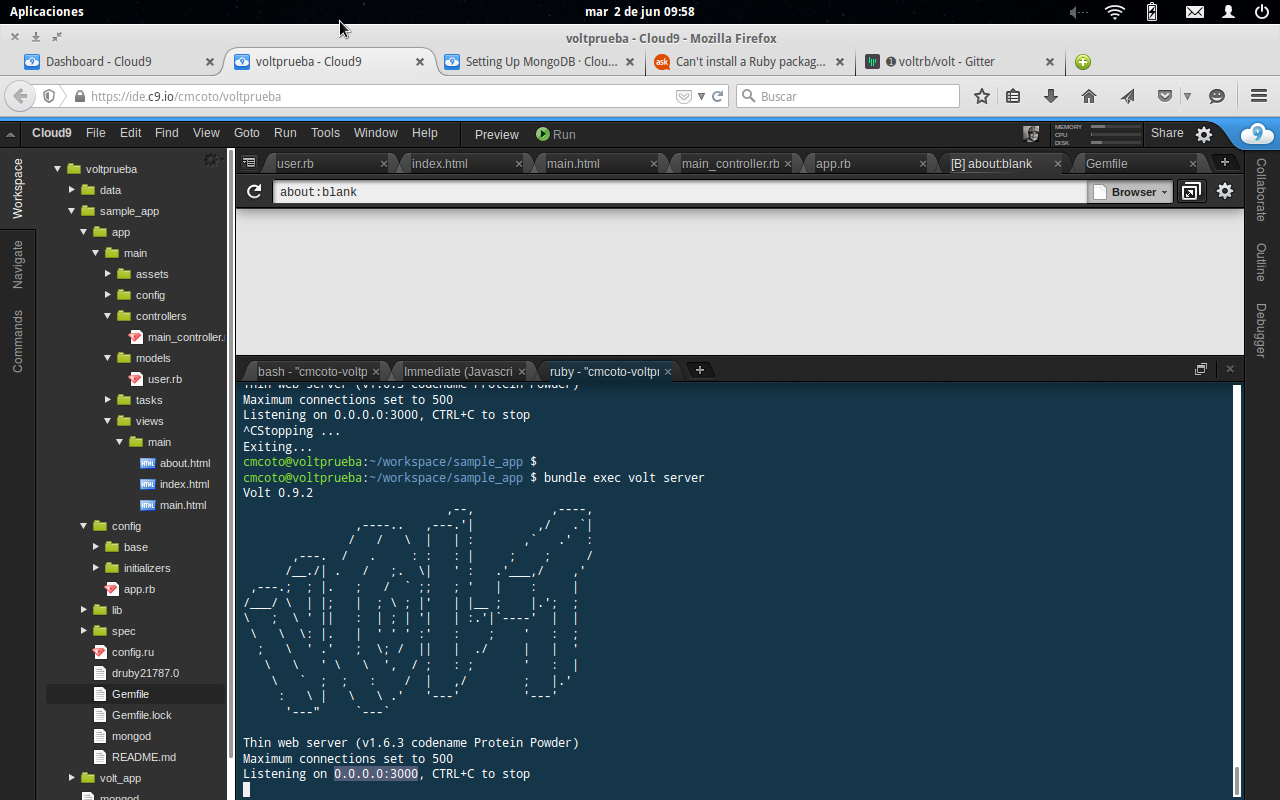 Aplicaciones
mar 2 de jun 09:58
voltprueba - Cloud9 - Mozilla Firefox
Dashboard - Cloud9
voltprueba - Cloud9
Setting Up MongoDB · Clou...
ask
Can't install a Ruby packag...
❶ voltrb/volt - Gitter
https://ide.c9.io/cmcoto/voltprueba
Buscar
Cloud9 File Edit Find View Goto Run Tools Window Help
Preview
Run
MEMORY
CPU
DISK
Share
9
Workspace
Navigate
Commands
voltprueba
data
sample_app
app
main
assets
config
controllers
main_controller.
models
user.rb
tasks
views
main
about.html
index.html
main.html
config
base
initializers
app.rb
lib
spec
config.ru
druby21787.0
Gemfile
Gemfile.lock
mongod
README.md
volt_app
mongod
user.rb
index.html
main.html
main_controller.rb
app.rb
[B] about:blank
Gemfile
about:blank
Browser
Collaborate
Outline
Debugger
bash - "cmcoto-voltp
Immediate (Javascri
ruby - "cmcoto-voltpr
Thin web server (v1.6.3 codename Protein Powder)
Maximum connections set to 500
Listening on 0.0.0.0:3000, CTRL+C to stop
^CStopping ...
Exiting...
cmcoto@voltprueba:~/workspace/sample_app $
cmcoto@voltprueba:~/workspace/sample_app $ bundle exec volt server
Volt 0.9.2
Thin web server (v1.6.3 codename Protein Powder)
Maximum connections set to 500
Listening on 0.0.0.0:3000, CTRL+C to stop